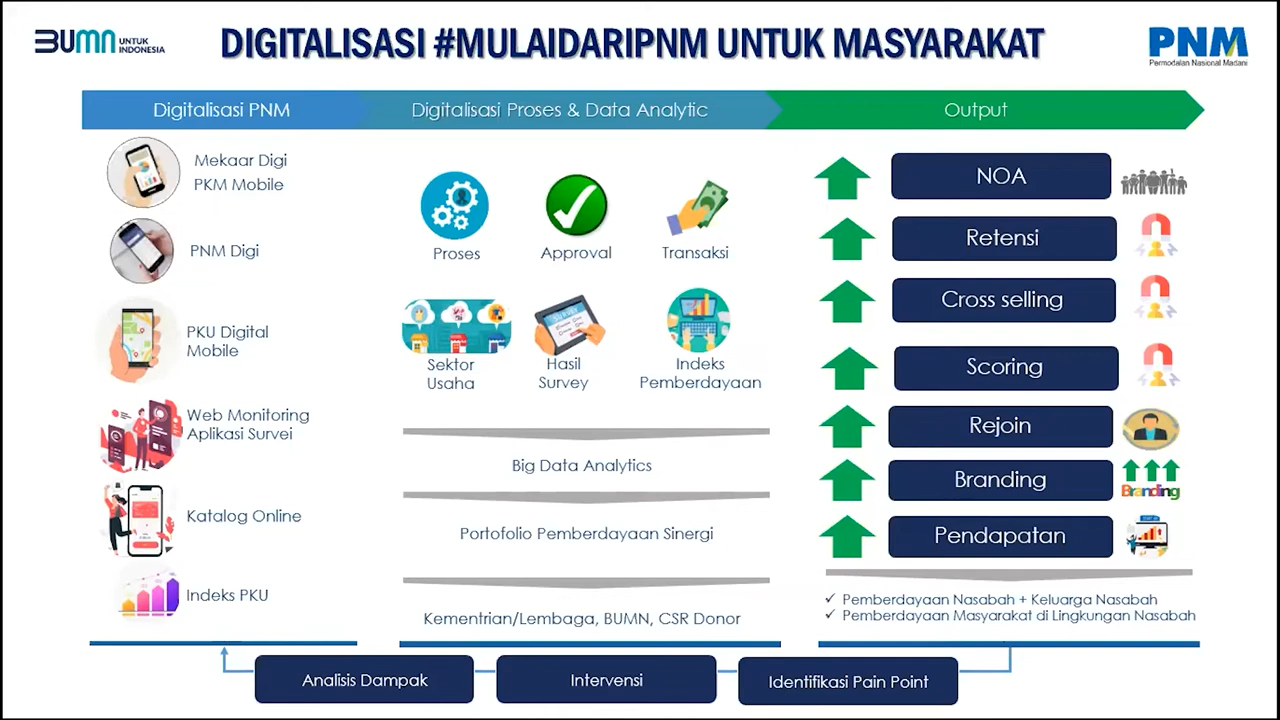 BUMN UNTUK
INDONESIA
DIGITALISASI #MULAIDARIPNM UNTUK MASYARAKAT
PNM
Permodalan Nasional Madani
Digitalisasi PNM
Digitalisasi Proses & Data Analytic
Output
Mekaar Digi
PKM Mobile
PNM Digi
PKU Digital
Mobile
Web Monitoring
Aplikasi Survei
Katalog Online
Indeks PKU
Proses
Approval
Transaksi
Sektor
Usaha
Hasil
Survey
Indeks
Pemberdayaan
Big Data Analytics
Portofolio Pemberdayaan Sinergi
Kementrian/Lembaga, BUMN, CSR Donor
NOA
Retensi
Cross selling
Scoring
Rejoin
Branding
Branding
Pendapatan
✓ Pemberdayaan Nasabah + Keluarga Nasabah
✓ Pemberdayaan Masyarakat di Lingkungan Nasabah
Analisis Dampak
Intervensi
Identifikasi Pain Point